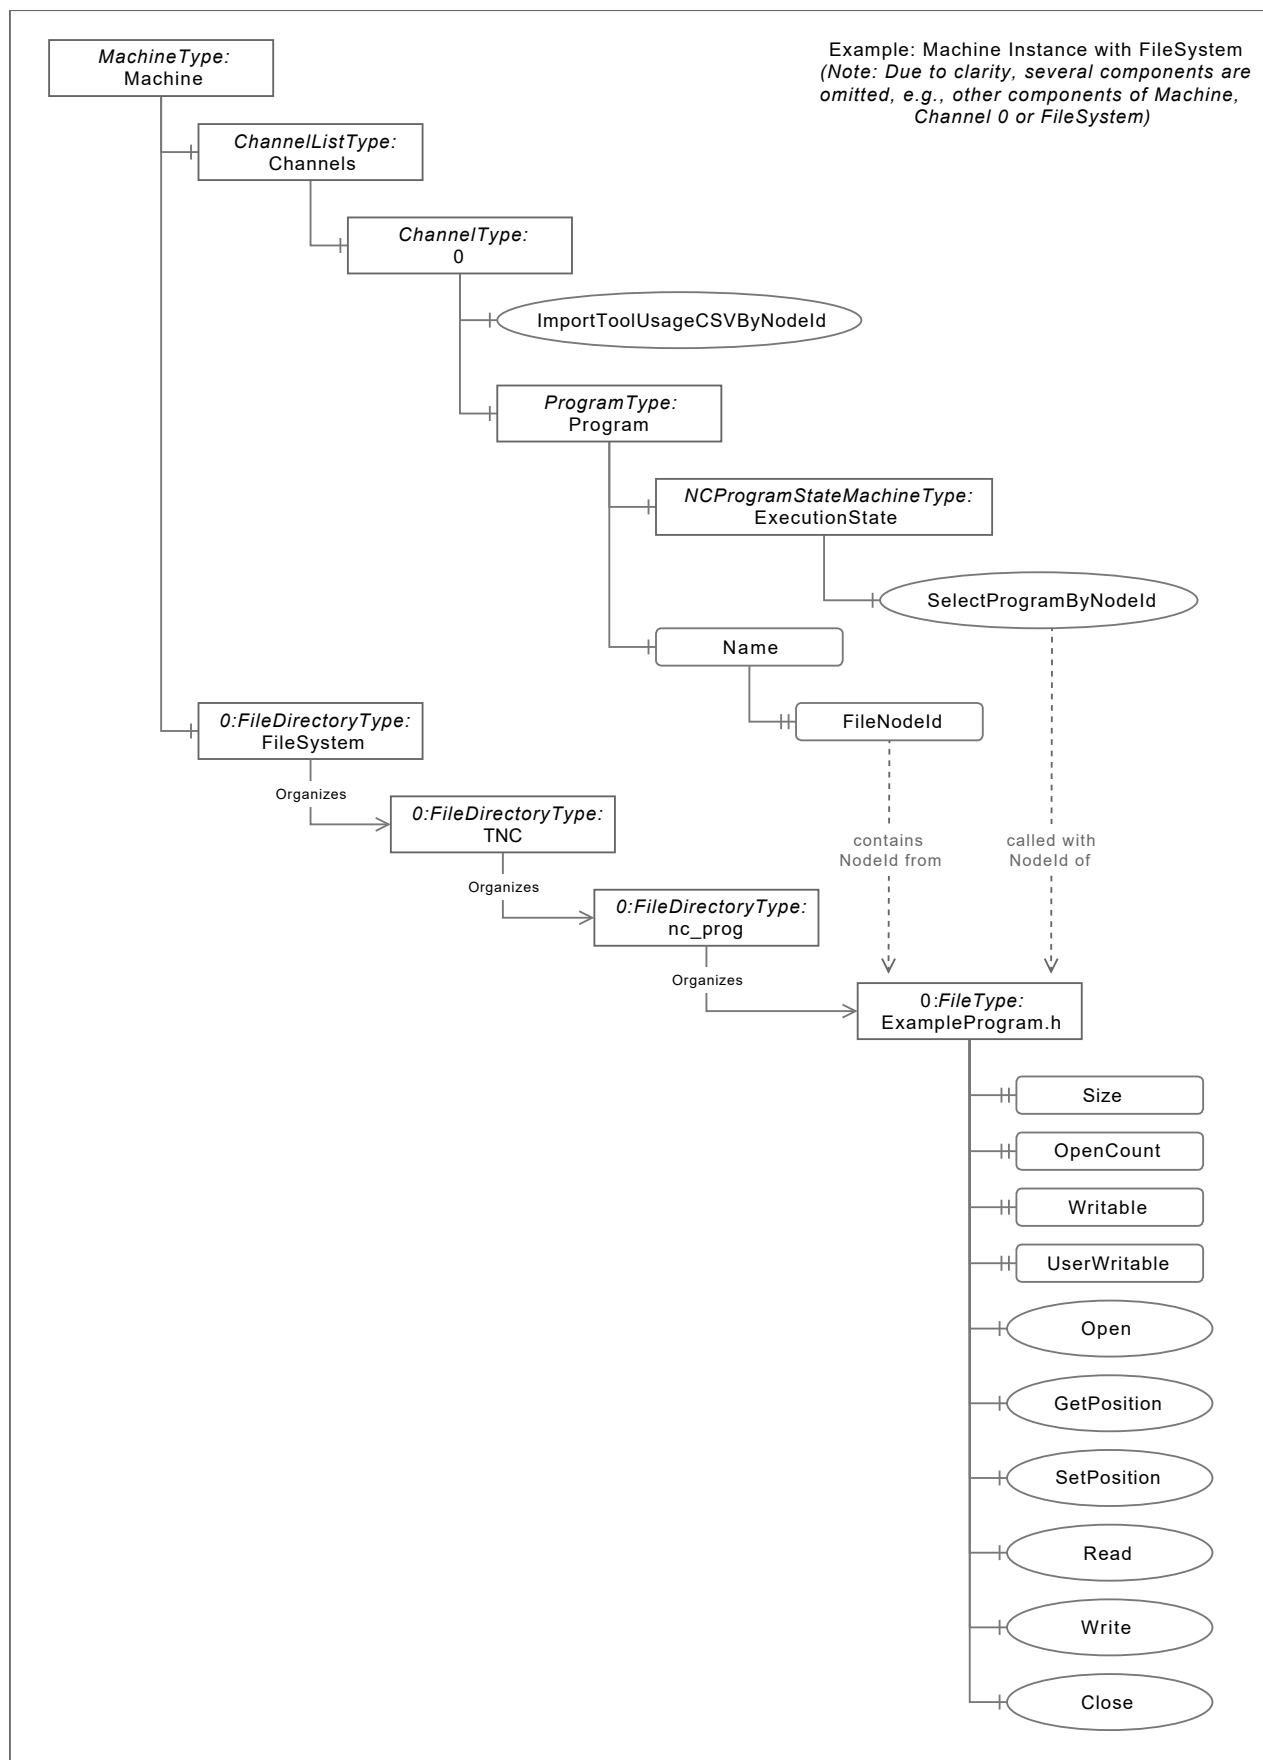 MachineType:
Machine
Example: Machine Instance with FileSystem
(Note: Due to clarity, several components are
omitted, e.g., other components of Machine,
Channel 0 or FileSystem)
ChannelListType:
Channels
ChannelType:
0
ImportToolUsageCSVByNodeId
ProgramType:
Program
NCProgramStateMachineType:
ExecutionState
SelectProgramByNodeId
Name
FileNodeId
0:FileDirectoryType:
FileSystem
Organizes
0:FileDirectoryType:
TNC
contains
NodeId from
called with
NodeId of
Organizes
0:FileDirectoryType:
nc_prog
Organizes
0:FileType:
ExampleProgram.h
Size
OpenCount
Writable
UserWritable
Open
GetPosition
SetPosition
Read
Write
Close